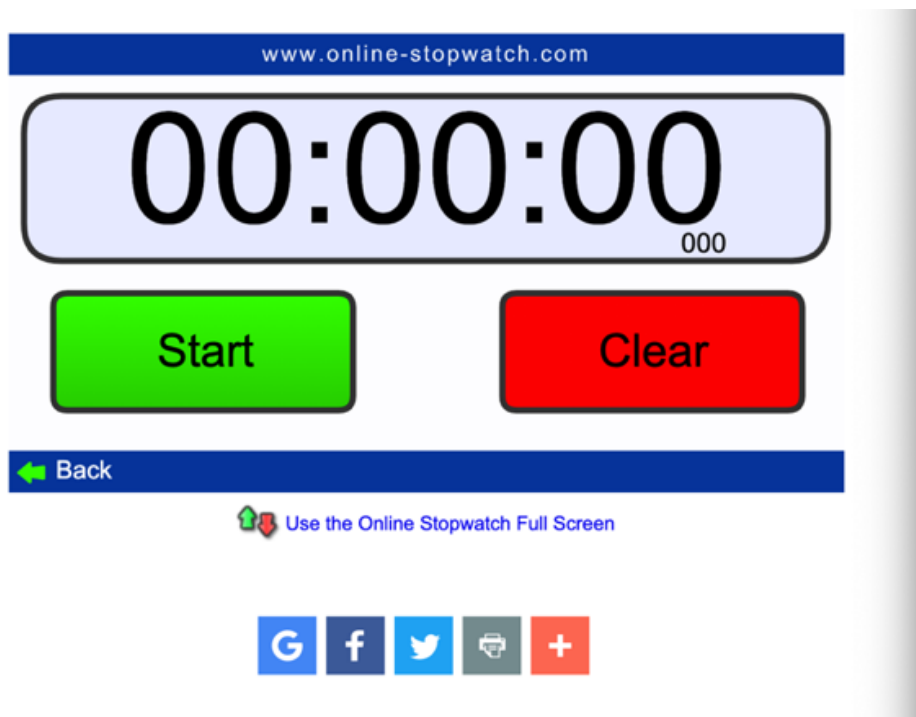 www.online-stopwatch.com
00:00:00
000
Start
Clear
Back
Use the Online Stopwatch Full Screen
G f +